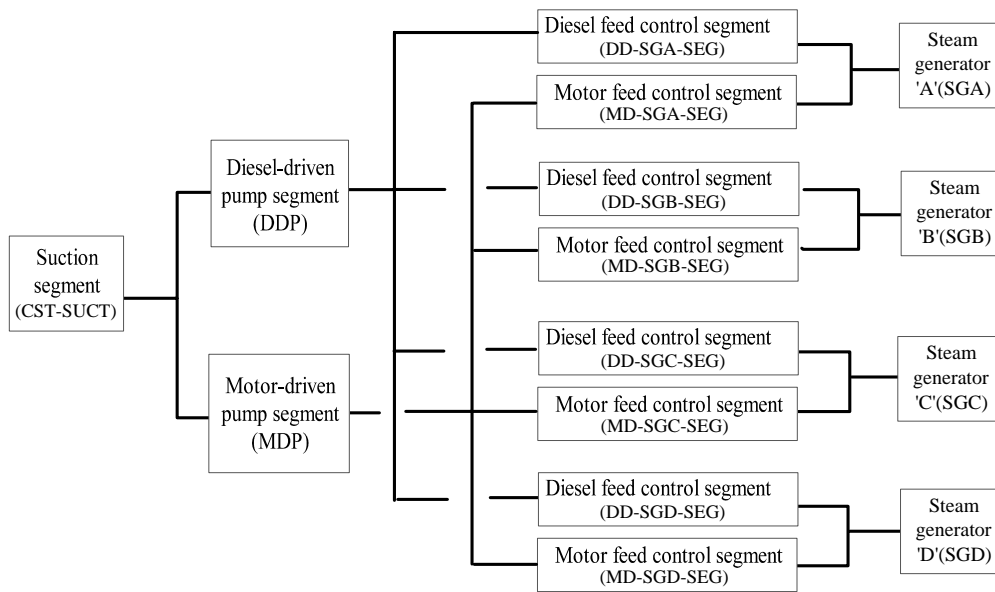 Suction
segment
(CST-SUCT)
Diesel-driven
pump segment
(DDP)
Motor-driven
pump segment
(MDP)
Diesel feed control segment
(DD-SGA-SEG)
Motor feed control segment
(MD-SGA-SEG)
Steam
generator
'A'(SGA)
Diesel feed control segment
(DD-SGB-SEG)
Motor feed control segment
(MD-SGB-SEG)
Steam
generator
'B'(SGB)
Diesel feed control segment
(DD-SGC-SEG)
Motor feed control segment
(MD-SGC-SEG)
Steam
generator
'C'(SGC)
Diesel feed control segment
(DD-SGD-SEG)
Motor feed control segment
(MD-SGD-SEG)
Steam
generator
'D'(SGD)